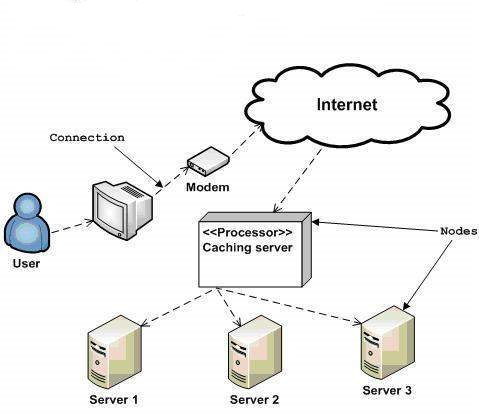 Internet
Connection
Modem
<<Processor>>
Caching server
Nodes
User
Server 1
Server 2
Server 3